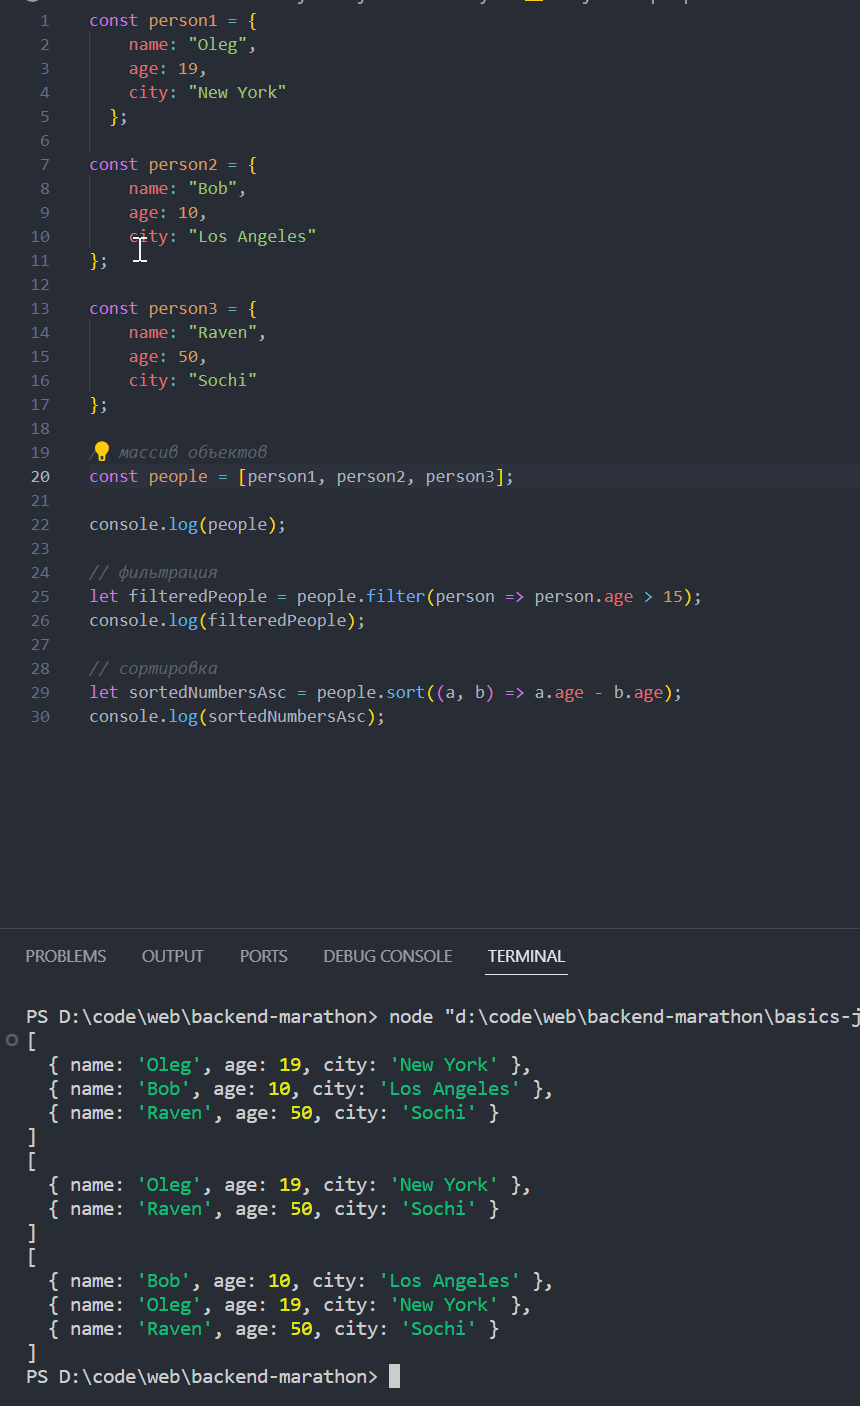 1 const person1 = {
2 name: "Oleg",
3 age: 19,
4 city: "New York"
5 };
6
7 const person2 = {
8 name: "Bob",
9 age: 10,
10 city: "Los Angeles"
11 };
12
13 const person3 = {
14 name: "Raven",
15 age: 50,
16 city: "Sochi"
17 };
18
19 / массив объектов
20 const people = [person1, person2, person3];
21
22 console.log(people);
23
24 // фильтрация
25 let filteredPeople = people.filter(person => person.age > 15);
26 console.log(filteredPeople);
27
28 // сортировка
29 let sortedNumbersAsc = people.sort((a, b) => a.age - b.age);
30 console.log(sortedNumbersAsc);
PROBLEMS OUTPUT PORTS DEBUG CONSOLE TERMINAL
PS D:\code\web\backend-marathon> node "d:\code\web\backend-marathon\basics-j
[
{ name: 'Oleg', age: 19, city: 'New York' },
{ name: 'Bob', age: 10, city: 'Los Angeles' },
{ name: 'Raven', age: 50, city: 'Sochi' }
]
[
{ name: 'Oleg', age: 19, city: 'New York' },
{ name: 'Raven', age: 50, city: 'Sochi' }
]
[
{ name: 'Bob', age: 10, city: 'Los Angeles' },
{ name: 'Oleg', age: 19, city: 'New York' },
{ name: 'Raven', age: 50, city: 'Sochi' }
]
PS D:\code\web\backend-marathon>